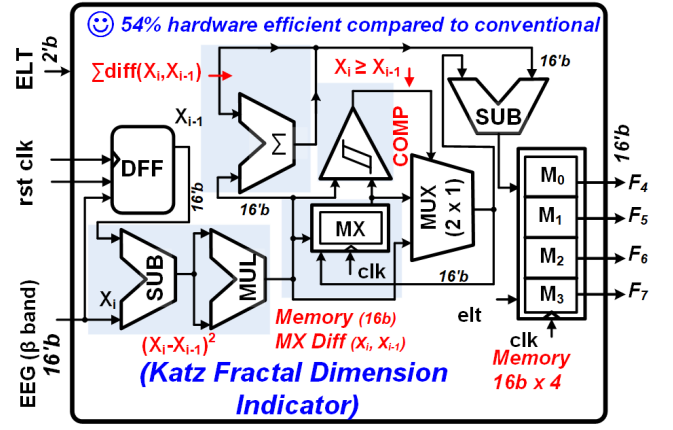 ☺ 54% hardware efficient compared to conventional
ELT
2'b
∑diff(Xi,Xi-1)
16'b
Xi ≥ Xi-1
16'b
SUB
Xi-1
∑
COMP
16'b
rst clk
DFF
16'b
16'b
MUX
(2 x 1)
M0
F4
M1
F5
MX
M2
F6
clk
16'b
M3
F7
SUB
MUL
Xi
elt
EEG (β band)
16'b
(Xi-Xi-1)2
Memory (16b)
MX Diff (Xi, Xi-1)
clk
Memory
16b x 4
(Katz Fractal Dimension
Indicator)